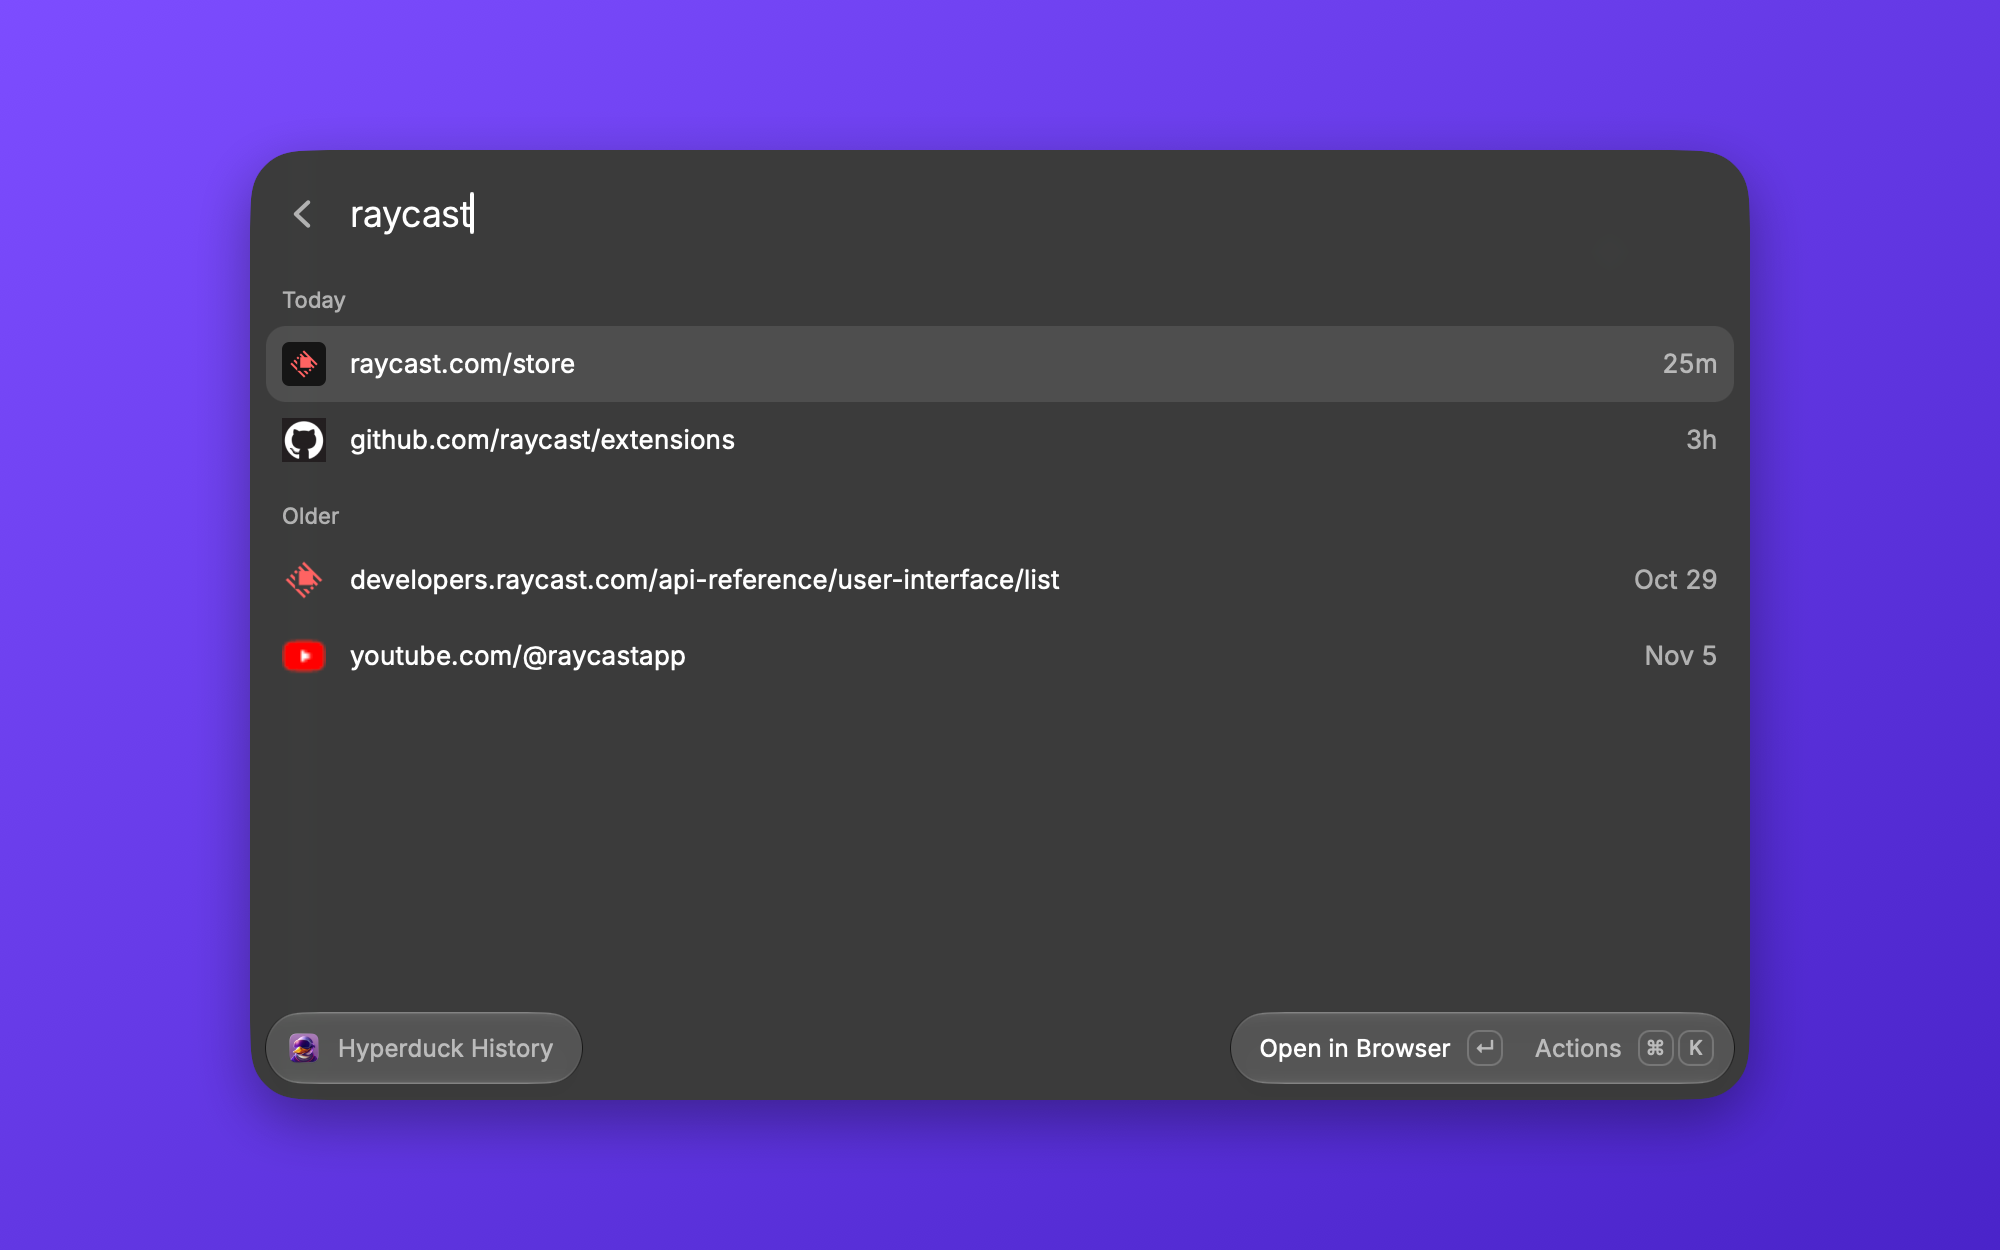 raycast
Today
raycast.com/store 25m
github.com/raycast/extensions 3h
Older
developers.raycast.com/api-reference/user-interface/list Oct 29
youtube.com/@raycastapp Nov 5
Hyperduck History Open in Browser ↵ Actions ⌘ K